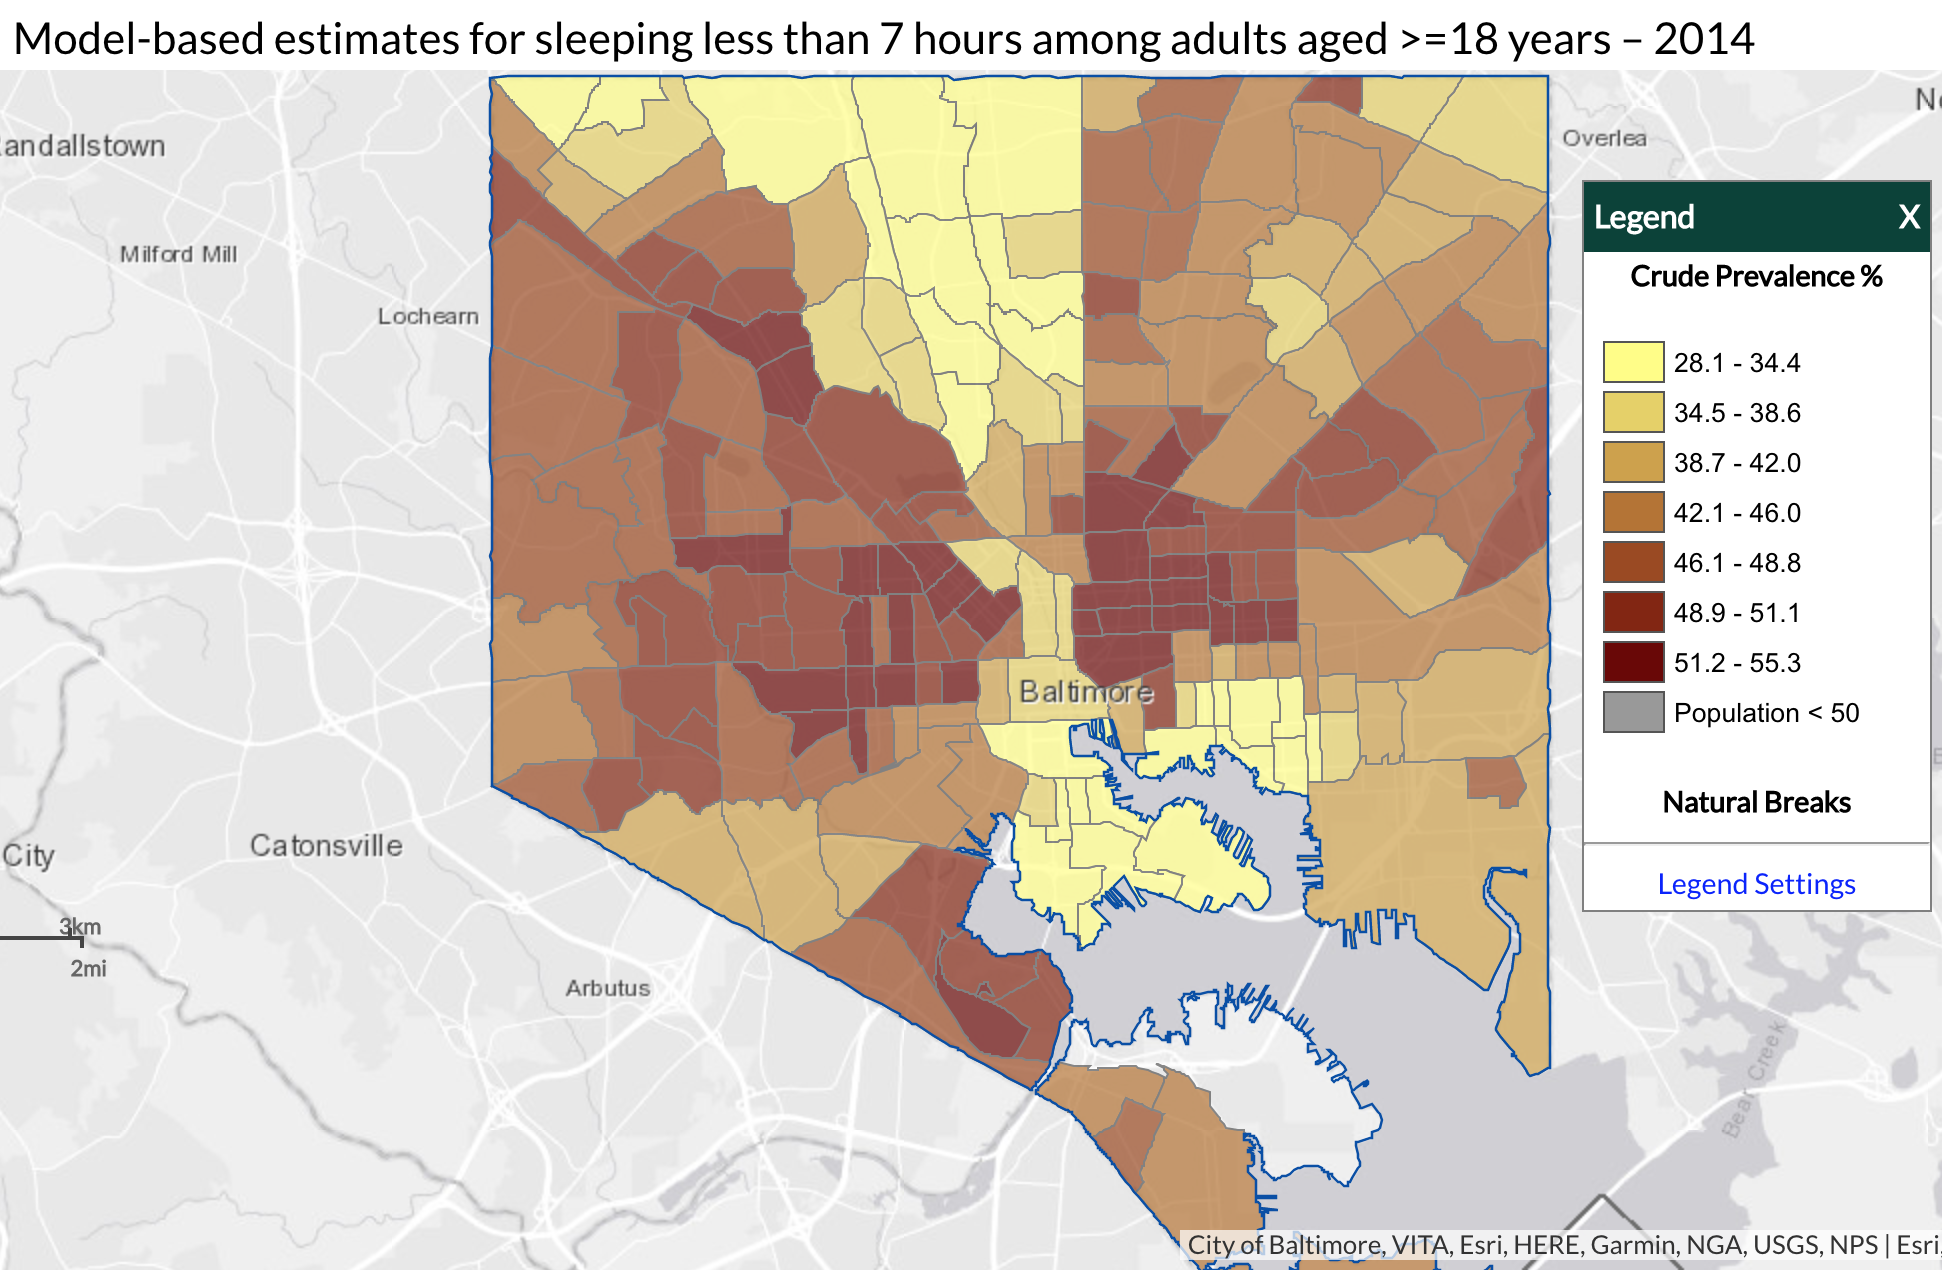 Model-based estimates for sleeping less than 7 hours among adults aged >=18 years – 2014
andallstown
Overlea
Milford Mill
Lochearn
Legend X
Crude Prevalence %
28.1 - 34.4
34.5 - 38.6
38.7 - 42.0
42.1 - 46.0
46.1 - 48.8
48.9 - 51.1
51.2 - 55.3
Population < 50
Natural Breaks
Legend Settings
Baltimore
City
Catonsville
3km
2mi
Arbutus
Bear Creek
City of Baltimore, VITA, Esri, HERE, Garmin, NGA, USGS, NPS | Esri,